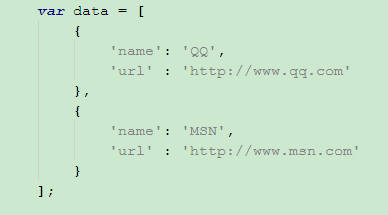 var data = [
{
'name': 'QQ',
'url' : 'http://www.qq.com'
},
{
'name': 'MSN',
'url' : 'http://www.msn.com'
}
];